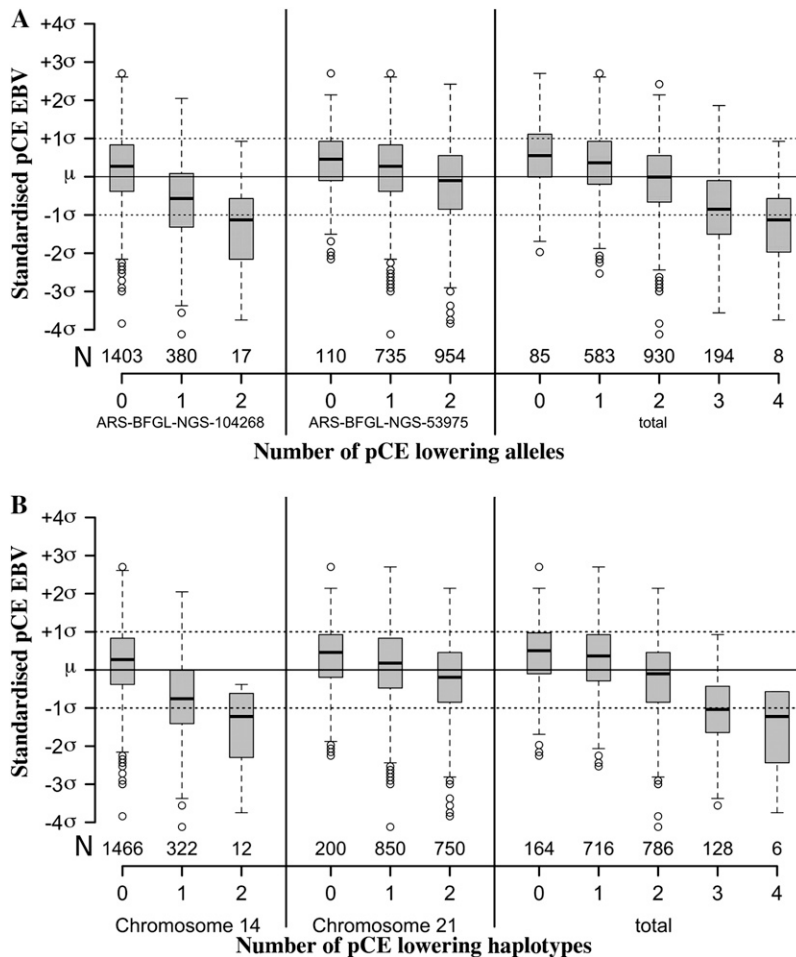 A
Standardised pCE EBV
+4σ
+3σ
+2σ
+1σ
μ
-1σ
-2σ
-3σ
-4σ
N 1403 380 17 110 735 954 85 583 930 194 8
0 1 2 0 1 2 0 1 2 3 4
ARS-BFGL-NGS-104268 ARS-BFGL-NGS-53975 total
Number of pCE lowering alleles
B
Standardised pCE EBV
+4σ
+3σ
+2σ
+1σ
μ
-1σ
-2σ
-3σ
-4σ
N 1466 322 12 200 850 750 164 716 786 128 6
0 1 2 0 1 2 0 1 2 3 4
Chromosome 14 Chromosome 21 total
Number of pCE lowering haplotypes